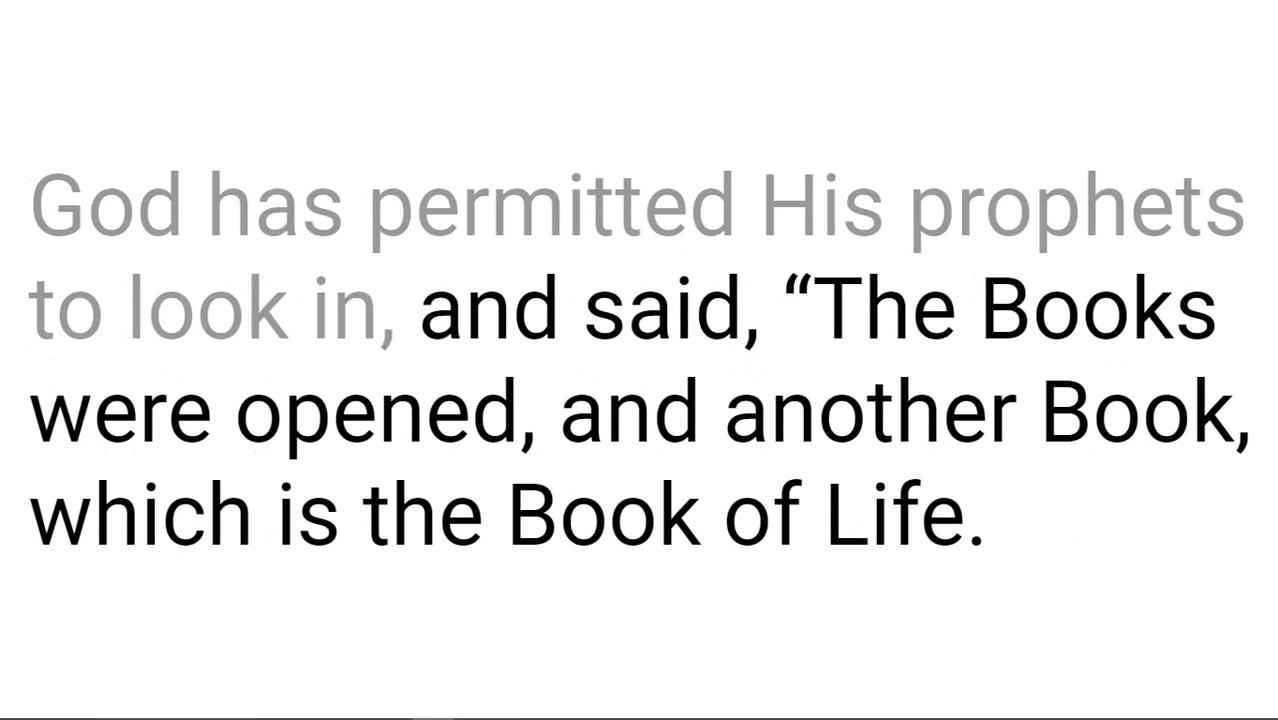 God has permitted His prophets
to look in, and said, “The Books
were opened, and another Book,
which is the Book of Life.